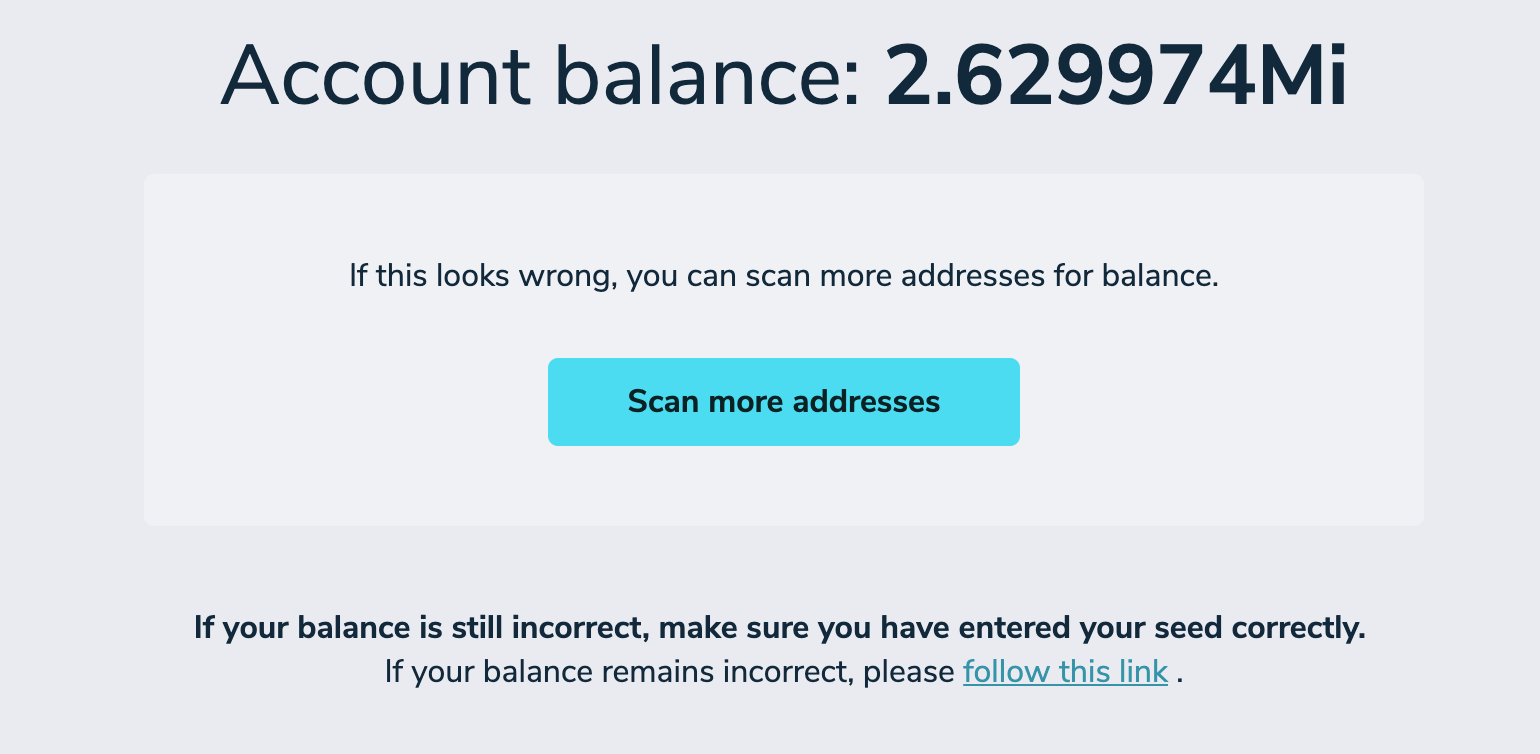 Account balance: 2.629974Mi
If this looks wrong, you can scan more addresses for balance.
Scan more addresses
If your balance is still incorrect, make sure you have entered your seed correctly.
If your balance remains incorrect, please follow this link .